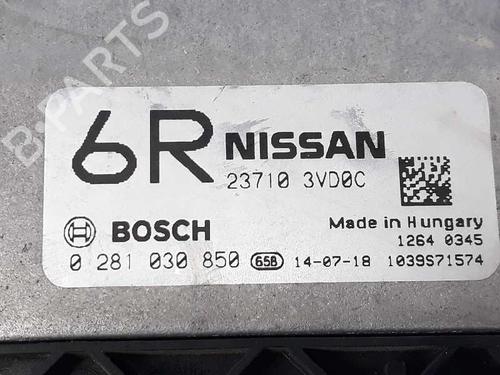 B-PARTS
6R NISSAN
23710 3VD0C
BOSCH
Made in Hungary
1264 0345
0 281 030 850 65B 14-07-18 1039S71574